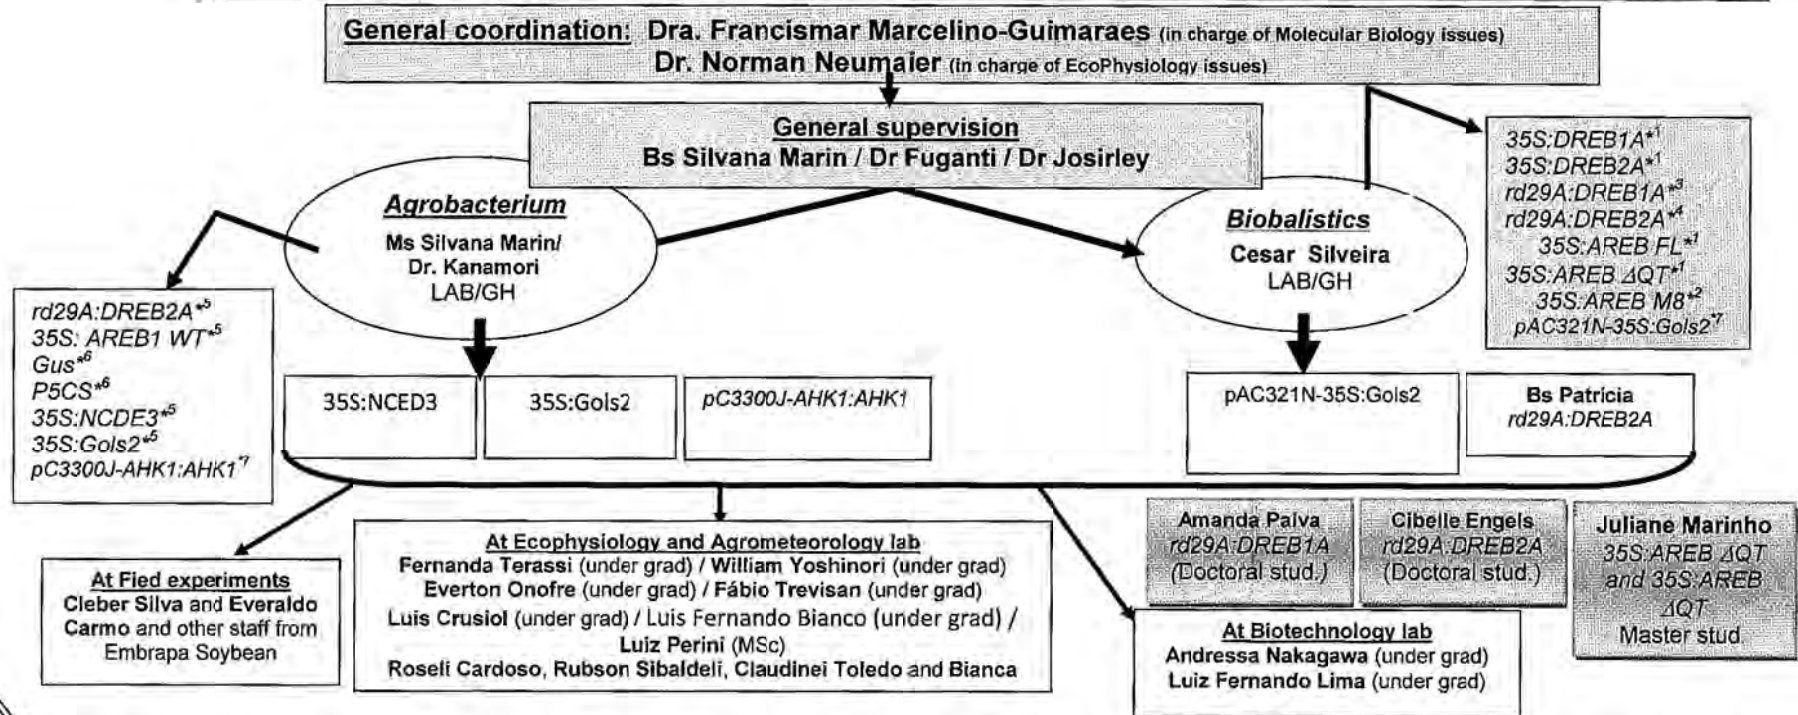 General coordination: Dra. Francismar Marcelino-Guimaraes (in charge of Molecular Biology issues)
Dr. Norman Neumaier (in charge of EcoPhysiology issues)
General supervision
Bs Silvana Marin / Dr Fuganti / Dr Josirley
Agrobacterium
Ms Silvana Marin/
Dr. Kanamori
LAB/GH
Biobalistics
Cesar Silveira
LAB/GH
35S:DREB1A*1
35S:DREB2A*1
rd29A:DREB1A*3
rd29A:DREB2A*4
35S:AREB FL*1
35S:AREB ΔQT*1
35S:AREB M8*2
pAC321N-35S:Gols2*7
rd29A:DREB2A*5
35S: AREB1 WT*5
Gus*6
P5CS*6
35S:NCDE3*5
35S:Gols2*5
pC3300J-AHK1:AHK1*7
35S:NCED3
35S:Gols2
pC3300J-AHK1:AHK1
pAC321N-35S:Gols2
Bs Patricia
rd29A:DREB2A
At Fied experiments
Cleber Silva and Everaldo
Carmo and other staff from
Embrapa Soybean
At Ecophysiology and Agrometeorology lab
Fernanda Terassi (under grad) / William Yoshinori (under grad)
Everton Onofre (under grad) / Fábio Trevisan (under grad)
Luis Crusiol (under grad) / Luis Fernando Bianco (under grad) /
Luiz Perini (MSc)
Roseli Cardoso, Rubson Sibaldeli, Claudinei Toledo and Bianca
Amanda Paiva
rd29A:DREB1A
(Doctoral stud.)
Cibelle Engels
rd29A:DREB2A
(Doctoral stud.)
Juliane Marinho
35S:AREB ΔQT
and 35S:AREB
ΔQT
Master stud
At Biotechnology lab
Andressa Nakagawa (under grad)
Luiz Fernando Lima (under grad)